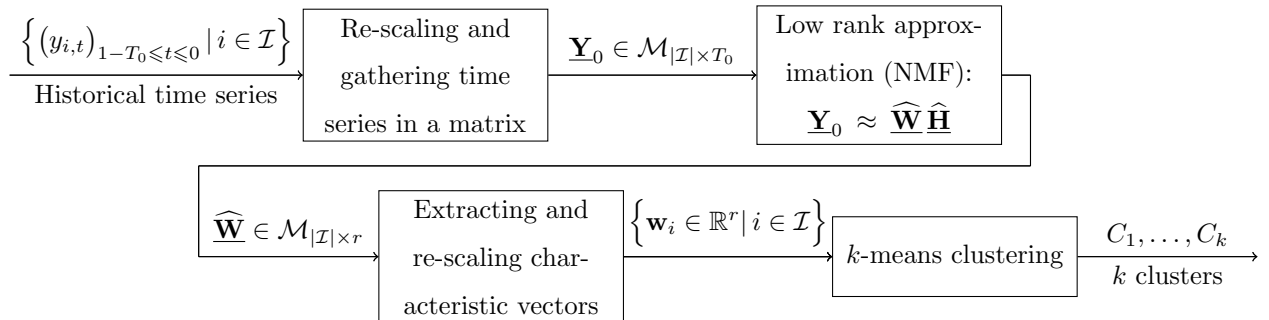 {(y_{i,t})_{1−T_0⩽t⩽0} | i ∈ ℐ}
Historical time series
Re-scaling and
gathering time
series in a matrix
Y_0 ∈ ℳ_{|ℐ|×T_0}
Low rank approx-
imation (NMF):
Y_0 ≈ Ŵ Ĥ
Ŵ ∈ ℳ_{|ℐ|×r}
Extracting and
re-scaling char-
acteristic vectors
{w_i ∈ ℝ^r | i ∈ ℐ}
k-means clustering
C_1, . . . , C_k
k clusters